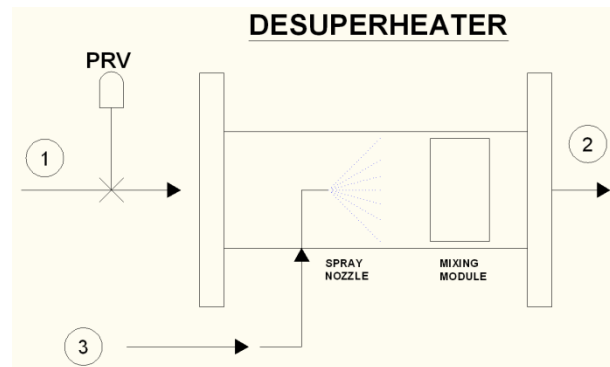 DESUPERHEATER
PRV
1
2
SPRAY
NOZZLE
MIXING
MODULE
3